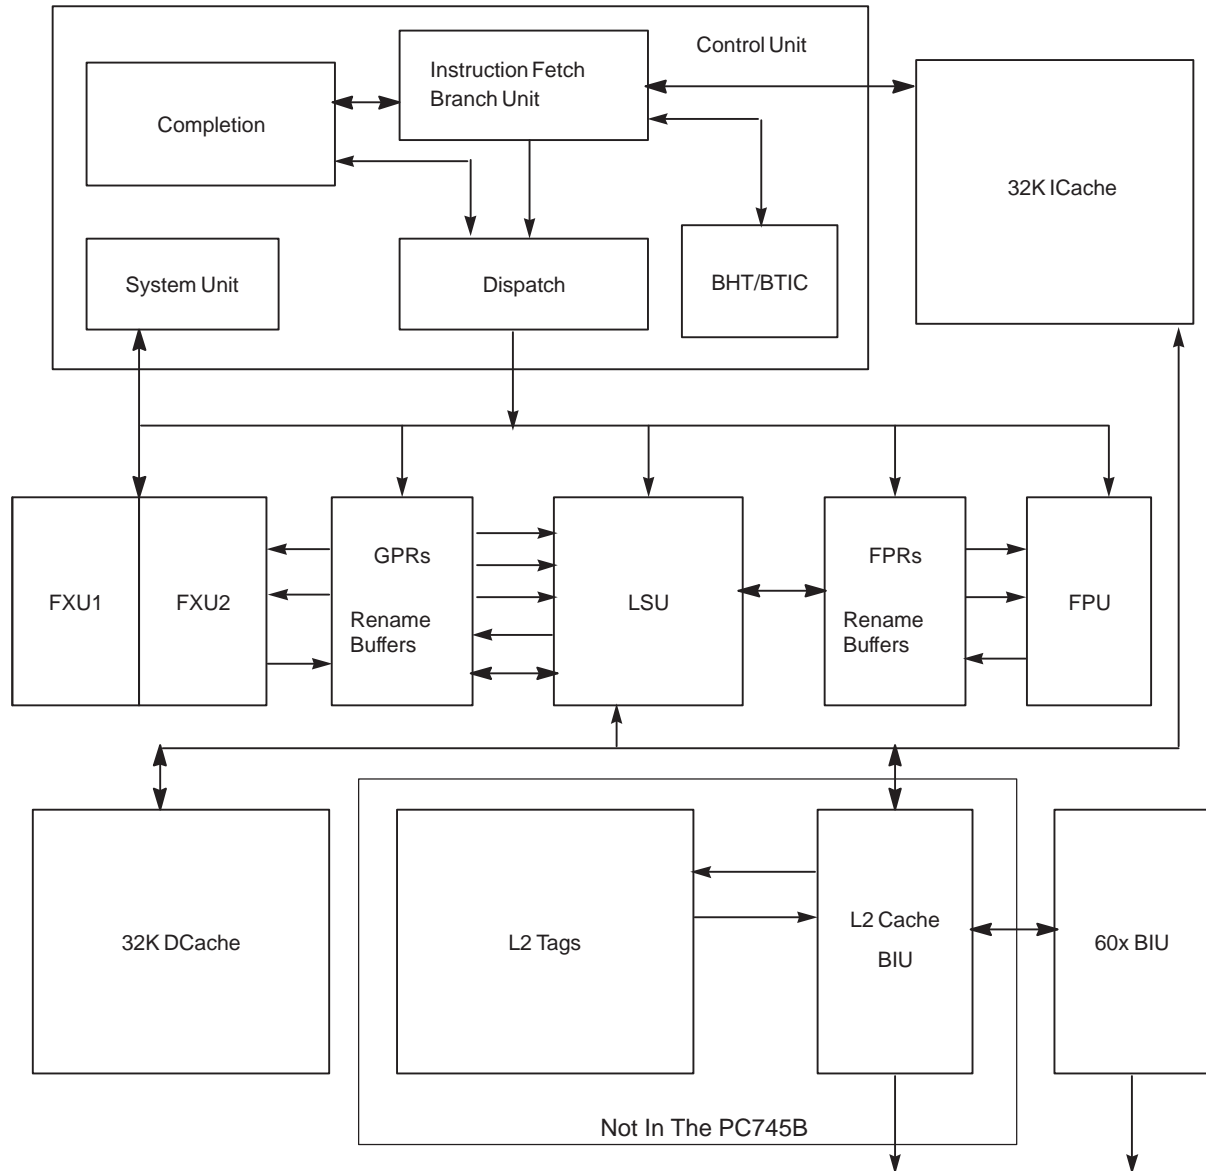 Control Unit
Instruction Fetch
Branch Unit
Completion
32K ICache
System Unit
Dispatch
BHT/BTIC
FXU1
FXU2
GPRs
Rename
Buffers
LSU
FPRs
Rename
Buffers
FPU
32K DCache
L2 Tags
L2 Cache
BIU
60x BIU
Not In The PC745B